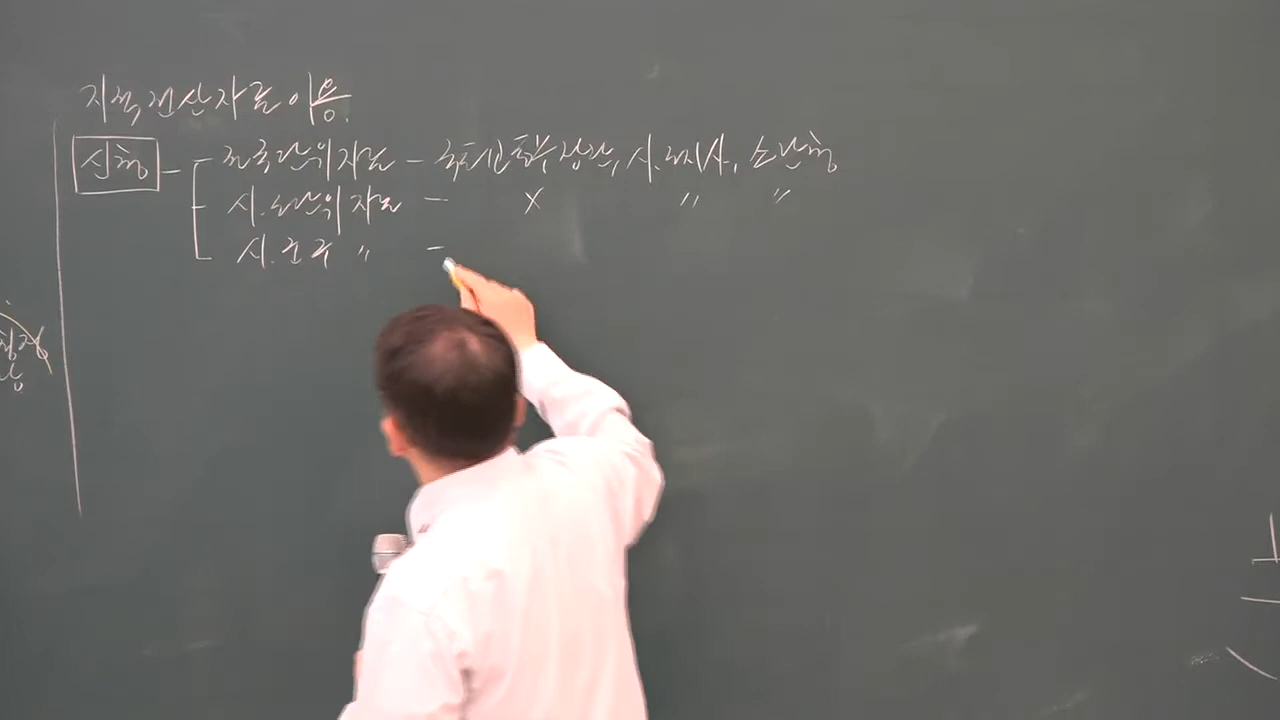 지적전산자료이용
신청 - 전국단위자료 - 국토교통부장관, 시.도지사, 소관청
시.도단위자료 - X 〃 〃
시.군.구 〃 -